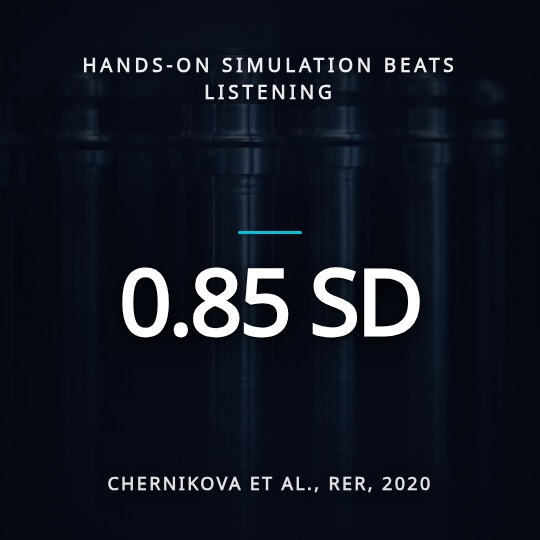 HANDS-ON SIMULATION BEATS
LISTENING
0.85 SD
CHERNIKOVA ET AL., RER, 2020